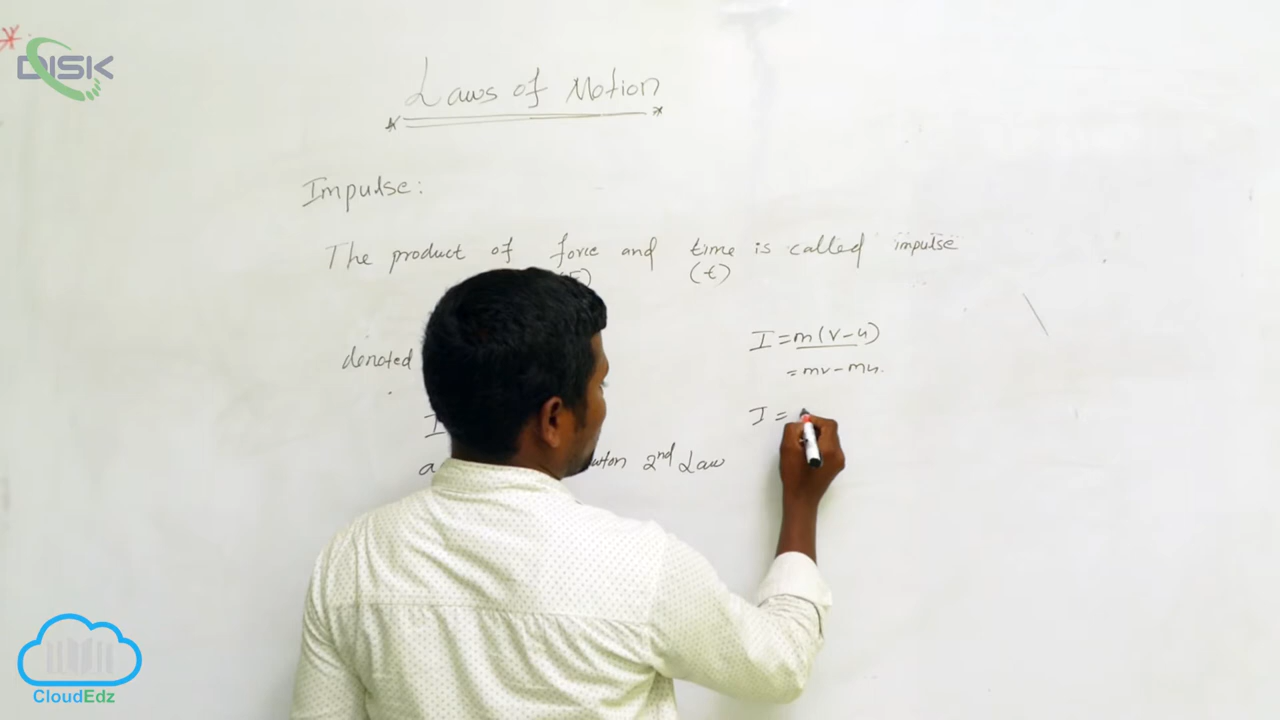 DISK
Laws of Motion
Impulse:
The product of force and time is called impulse
(t)
denoted
I = m(v-u)
= mv - mu.
I =
I
2nd Law
CloudEdz